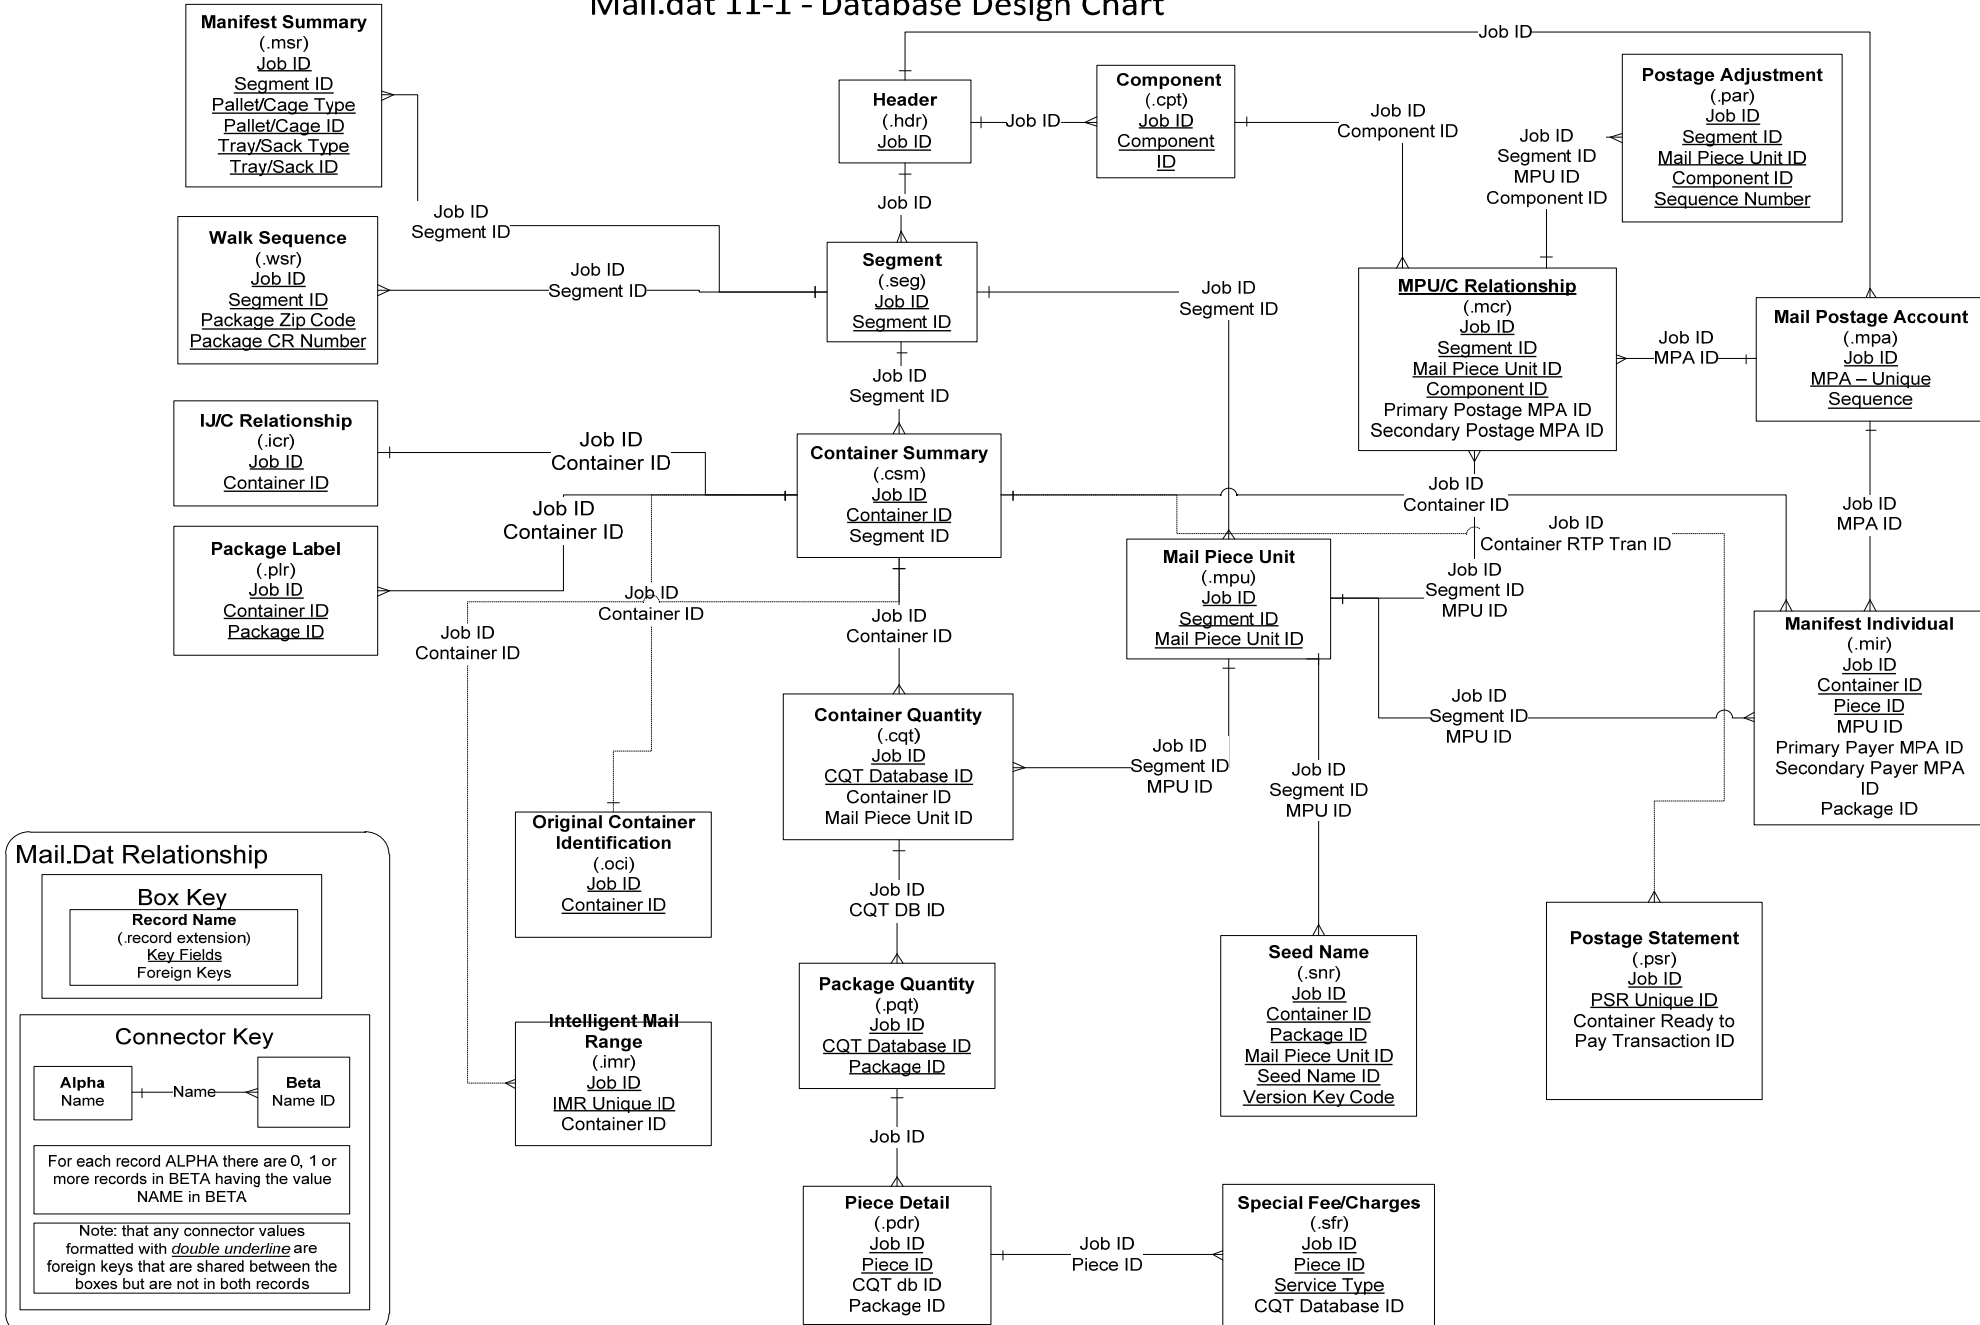 Mail.dat 11-1 - Database Design Chart
Manifest Summary
(.msr)
Job ID
Segment ID
Pallet/Cage Type
Pallet/Cage ID
Tray/Sack Type
Tray/Sack ID
Job ID
Segment ID
Walk Sequence
(.wsr)
Job ID
Segment ID
Package Zip Code
Package CR Number
Job ID
Segment ID
IJ/C Relationship
(.icr)
Job ID
Container ID
Job ID
Container ID
Package Label
(.plr)
Job ID
Container ID
Package ID
Job ID
Container ID
Job ID
Container ID
Job ID
Container ID
Header
(.hdr)
Job ID
Job ID
Job ID
Component
(.cpt)
Job ID
Component
ID
Job ID
Component ID
Job ID
Job ID
Segment ID
MPU ID
Component ID
Postage Adjustment
(.par)
Job ID
Segment ID
Mail Piece Unit ID
Component ID
Sequence Number
Segment
(.seg)
Job ID
Segment ID
Job ID
Segment ID
Job ID
Segment ID
MPU/C Relationship
(.mcr)
Job ID
Segment ID
Mail Piece Unit ID
Component ID
Primary Postage MPA ID
Secondary Postage MPA ID
Job ID
MPA ID
Mail Postage Account
(.mpa)
Job ID
MPA – Unique
Sequence
Job ID
MPA ID
Container Summary
(.csm)
Job ID
Container ID
Segment ID
Job ID
Container ID
Job ID
Container RTP Tran ID
Job ID
Segment ID
MPU ID
Mail Piece Unit
(.mpu)
Job ID
Segment ID
Mail Piece Unit ID
Job ID
Container ID
Job ID
Segment ID
MPU ID
Manifest Individual
(.mir)
Job ID
Container ID
Piece ID
MPU ID
Primary Payer MPA ID
Secondary Payer MPA
ID
Package ID
Container Quantity
(.cqt)
Job ID
CQT Database ID
Container ID
Mail Piece Unit ID
Job ID
Segment ID
MPU ID
Job ID
Segment ID
MPU ID
Original Container
Identification
(.oci)
Job ID
Container ID
Job ID
CQT DB ID
Intelligent Mail
Range
(.imr)
Job ID
IMR Unique ID
Container ID
Package Quantity
(.pqt)
Job ID
CQT Database ID
Package ID
Seed Name
(.snr)
Job ID
Container ID
Package ID
Mail Piece Unit ID
Seed Name ID
Version Key Code
Postage Statement
(.psr)
Job ID
PSR Unique ID
Container Ready to
Pay Transaction ID
Job ID
Piece Detail
(.pdr)
Job ID
Piece ID
CQT db ID
Package ID
Job ID
Piece ID
Special Fee/Charges
(.sfr)
Job ID
Piece ID
Service Type
CQT Database ID
Mail.Dat Relationship
Box Key
Record Name
(.record extension)
Key Fields
Foreign Keys
Connector Key
Alpha
Name
Name
Beta
Name ID
For each record ALPHA there are 0, 1 or
more records in BETA having the value
NAME in BETA
Note: that any connector values
formatted with double underline are
foreign keys that are shared between the
boxes but are not in both records